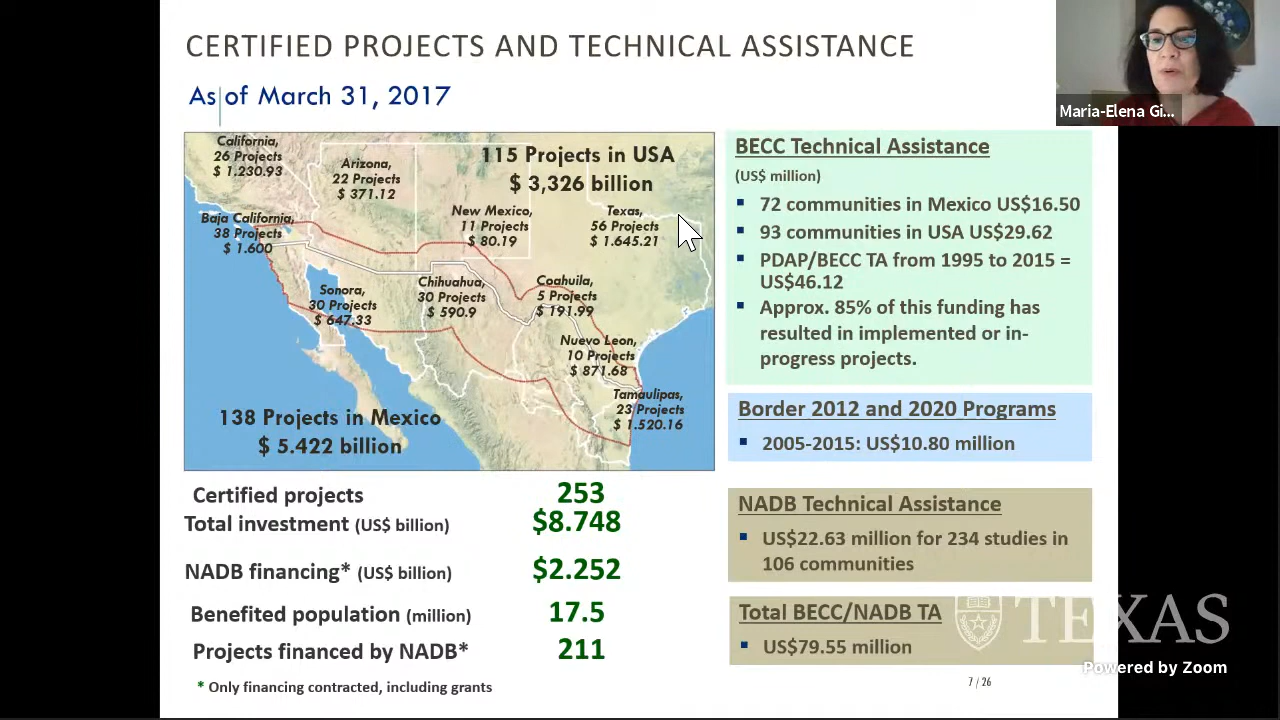 CERTIFIED PROJECTS AND TECHNICAL ASSISTANCE
As of March 31, 2017
Maria-Elena Gi...
California,
26 Projects
$ 1.230.93
Arizona,
22 Projects
$ 371.12
115 Projects in USA
$ 3,326 billion
Baja California,
38 Projects
$ 1.600
New Mexico,
11 Projects
$ 80.19
Texas,
56 Projects
$ 1.645.21
Sonora,
30 Projects
$ 647.33
Chihuahua,
30 Projects
$ 590.9
Coahuila,
5 Projects
$ 191.99
Nuevo Leon,
10 Projects
$ 871.68
Tamaulipas,
23 Projects
$ 1.520.16
138 Projects in Mexico
$ 5.422 billion
Certified projects 253
Total investment (US$ billion) $8.748
NADB financing* (US$ billion) $2.252
Benefited population (million) 17.5
Projects financed by NADB* 211
* Only financing contracted, including grants
BECC Technical Assistance
(US$ million)
▪ 72 communities in Mexico US$16.50
▪ 93 communities in USA US$29.62
▪ PDAP/BECC TA from 1995 to 2015 =
US$46.12
▪ Approx. 85% of this funding has
resulted in implemented or in-
progress projects.
Border 2012 and 2020 Programs
▪ 2005-2015: US$10.80 million
NADB Technical Assistance
▪ US$22.63 million for 234 studies in
106 communities
Total BECC/NADB TA
▪ US$79.55 million
TEXAS
Powered by Zoom
7 / 26